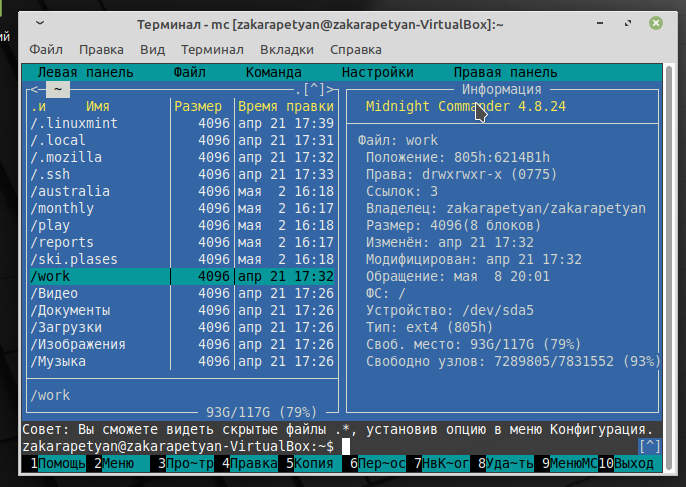 Терминал - mc [zakarapetyan@zakarapetyan-VirtualBox]:~
Файл Правка Вид Терминал Вкладки Справка
ий
Левая панель Файл Команда Настройки Правая панель
<─ ~ ─.[^]>
.и Имя Размер Время правки
/.linuxmint 4096 апр 21 17:39
/.local 4096 апр 21 17:31
/.mozilla 4096 апр 21 17:32
/.ssh 4096 апр 21 17:33
/australia 4096 мая 2 16:18
/monthly 4096 мая 2 16:17
/play 4096 мая 2 16:18
/reports 4096 мая 2 16:17
/ski.plases 4096 мая 2 16:18
/work 4096 апр 21 17:32
/Видео 4096 апр 21 17:26
/Документы 4096 апр 21 17:26
/Загрузки 4096 апр 21 17:26
/Изображения 4096 апр 21 17:26
/Музыка 4096 апр 21 17:26
/work
93G/117G (79%)
Информация
Midnight Commander 4.8.24
Файл: work
Положение: 805h:6214B1h
Права: drwxrwxr-x (0775)
Ссылок: 3
Владелец: zakarapetyan/zakarapetyan
Размер: 4096(8 блоков)
Изменён: апр 21 17:32
Модифицирован: апр 21 17:32
Обращение: мая 8 20:01
ФС: /
Устройство: /dev/sda5
Тип: ext4 (805h)
Своб. место: 93G/117G (79%)
Свободно узлов: 7289805/7831552 (93%)
Совет: Вы сможете видеть скрытые файлы .*, установив опцию в меню Конфигурация.
zakarapetyan@zakarapetyan-VirtualBox:~$ [^]
1Помощь 2Меню 3Про~тр 4Правка 5Копия 6Пер~ос 7НвК~ог 8Уда~ть 9МенюMC 10Выход